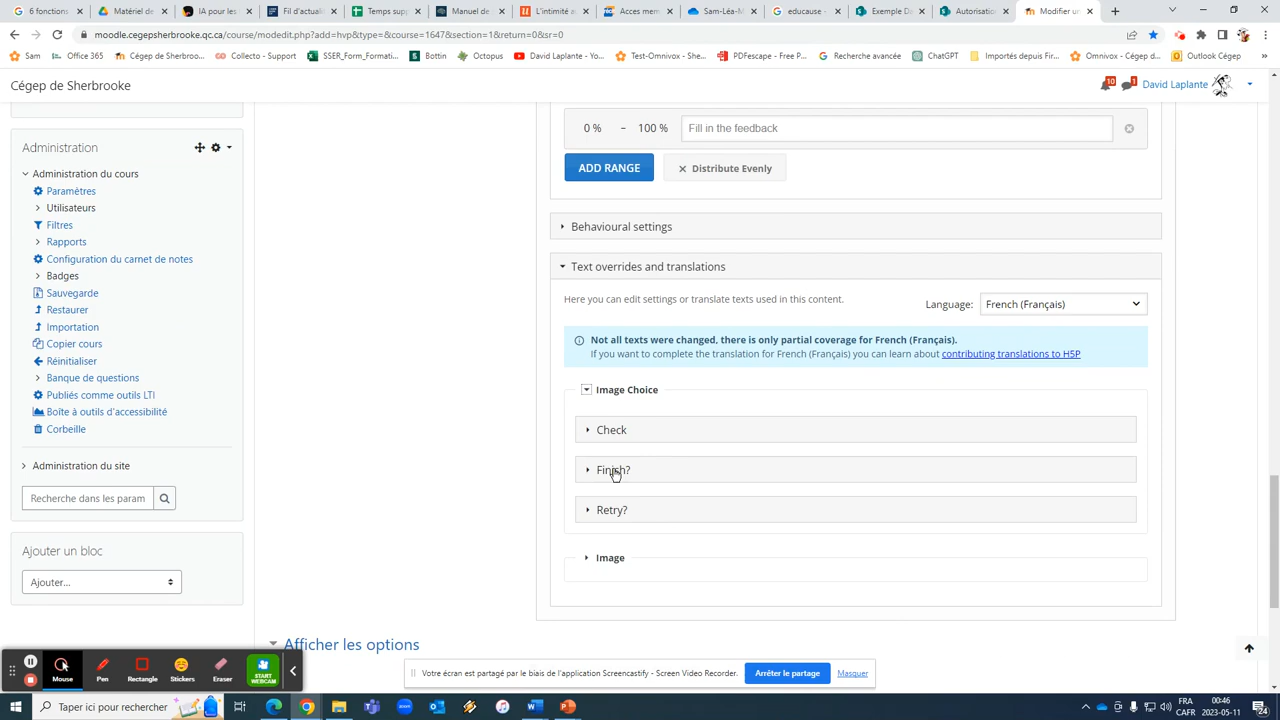 6 fonctions
Matériel de
IA pour les
Fil d'actuali
Temps supp
Manuel de
L'intimité a
Acces mem
Sam-Léa-M
educause -
Exemple Da
Autorisatio
Modifier un
moodle.cegepsherbrooke.qc.ca/course/modedit.php?add=hvp&type=&course=1647&section=1&return=0&sr=0
Sam
Office 365
Cégep de Sherbroo...
Collecto - Support
SSER_Form_Formati...
Bottin
Octopus
David Laplante - Yo...
Test-Omnivox - She...
PDFescape - Free P...
Recherche avancée
ChatGPT
Importés depuis Fir...
Omnivox - Cégep d...
Outlook Cégep
Cégep de Sherbrooke
10
1
David Laplante
Administration
Administration du cours
Paramètres
Utilisateurs
Filtres
Rapports
Configuration du carnet de notes
Badges
Sauvegarde
Restaurer
Importation
Copier cours
Réinitialiser
Banque de questions
Publiés comme outils LTI
Boîte à outils d'accessibilité
Corbeille
Administration du site
Recherche dans les param
Ajouter un bloc
Ajouter...
0 % – 100 % Fill in the feedback
ADD RANGE
Distribute Evenly
Behavioural settings
Text overrides and translations
Here you can edit settings or translate texts used in this content.
Language: French (Français)
Not all texts were changed, there is only partial coverage for French (Français).
If you want to complete the translation for French (Français) you can learn about contributing translations to H5P
Image Choice
Check
Finish?
Retry?
Image
Afficher les options
Mouse
Pen
Rectangle
Stickers
Eraser
START WEBCAM
Votre écran est partagé par le biais de l'application Screencastify - Screen Video Recorder.
Arrêter le partage
Masquer
Taper ici pour rechercher
FRA
CAFR
00:46
2023-05-11
24